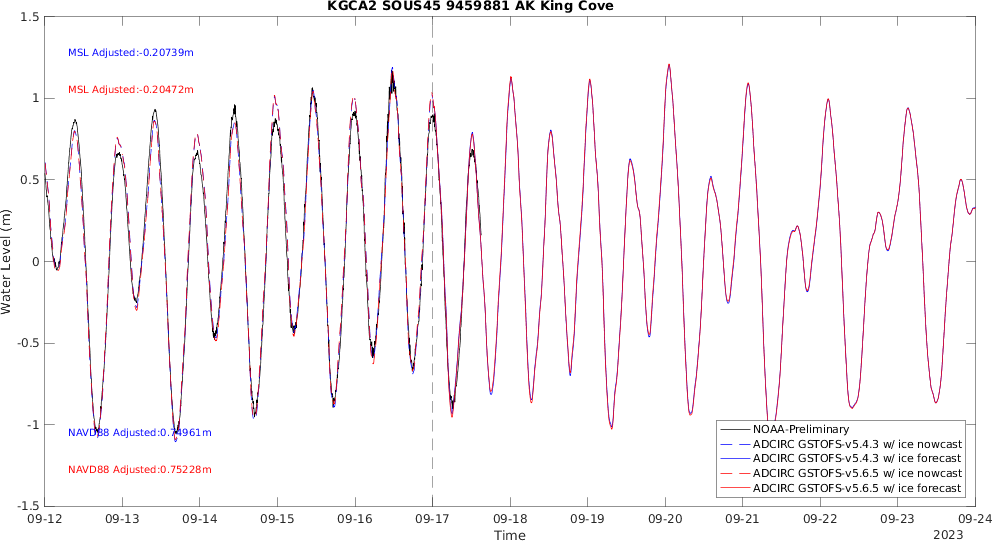 KGCA2 SOUS45 9459881 AK King Cove
1.5
MSL Adjusted:-0.20739m
MSL Adjusted:-0.20472m
1
0.5
0
-0.5
-1
-1.5
Water Level (m)
NAVD88 Adjusted:0.74961m
NAVD88 Adjusted:0.75228m
NOAA-Preliminary
ADCIRC GSTOFS-v5.4.3 w/ ice nowcast
ADCIRC GSTOFS-v5.4.3 w/ ice forecast
ADCIRC GSTOFS-v5.6.5 w/ ice nowcast
ADCIRC GSTOFS-v5.6.5 w/ ice forecast
09-12 09-13 09-14 09-15 09-16 09-17 09-18 09-19 09-20 09-21 09-22 09-23 09-24
Time
2023